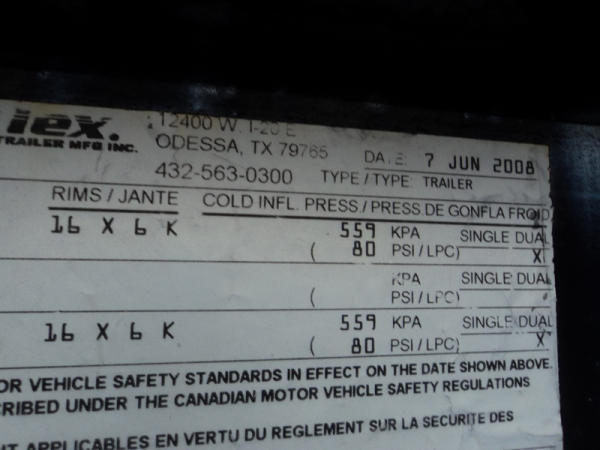 iex.
TRAILER MFG INC.
12400 W. I-20 E
ODESSA, TX 79765
432-563-0300
DATE: 7 JUN 2008
TYPE/TYPE: TRAILER
RIMS / JANTE COLD INFL. PRESS./PRESS.DE GONFLA FROID
16 X 6 K 559 KPA SINGLE DUAL
( 80 PSI/LPC) X
KPA SINGLE DUAL
( PSI/LPC)
16 X 6 K 559 KPA SINGLE DUAL
( 80 PSI/LPC) X
OR VEHICLE SAFETY STANDARDS IN EFFECT ON THE DATE SHOWN ABOVE.
CRIBED UNDER THE CANADIAN MOTOR VEHICLE SAFETY REGULATIONS
NT APPLICABLES EN VERTU DU REGLEMENT SUR LA SECURITE DES